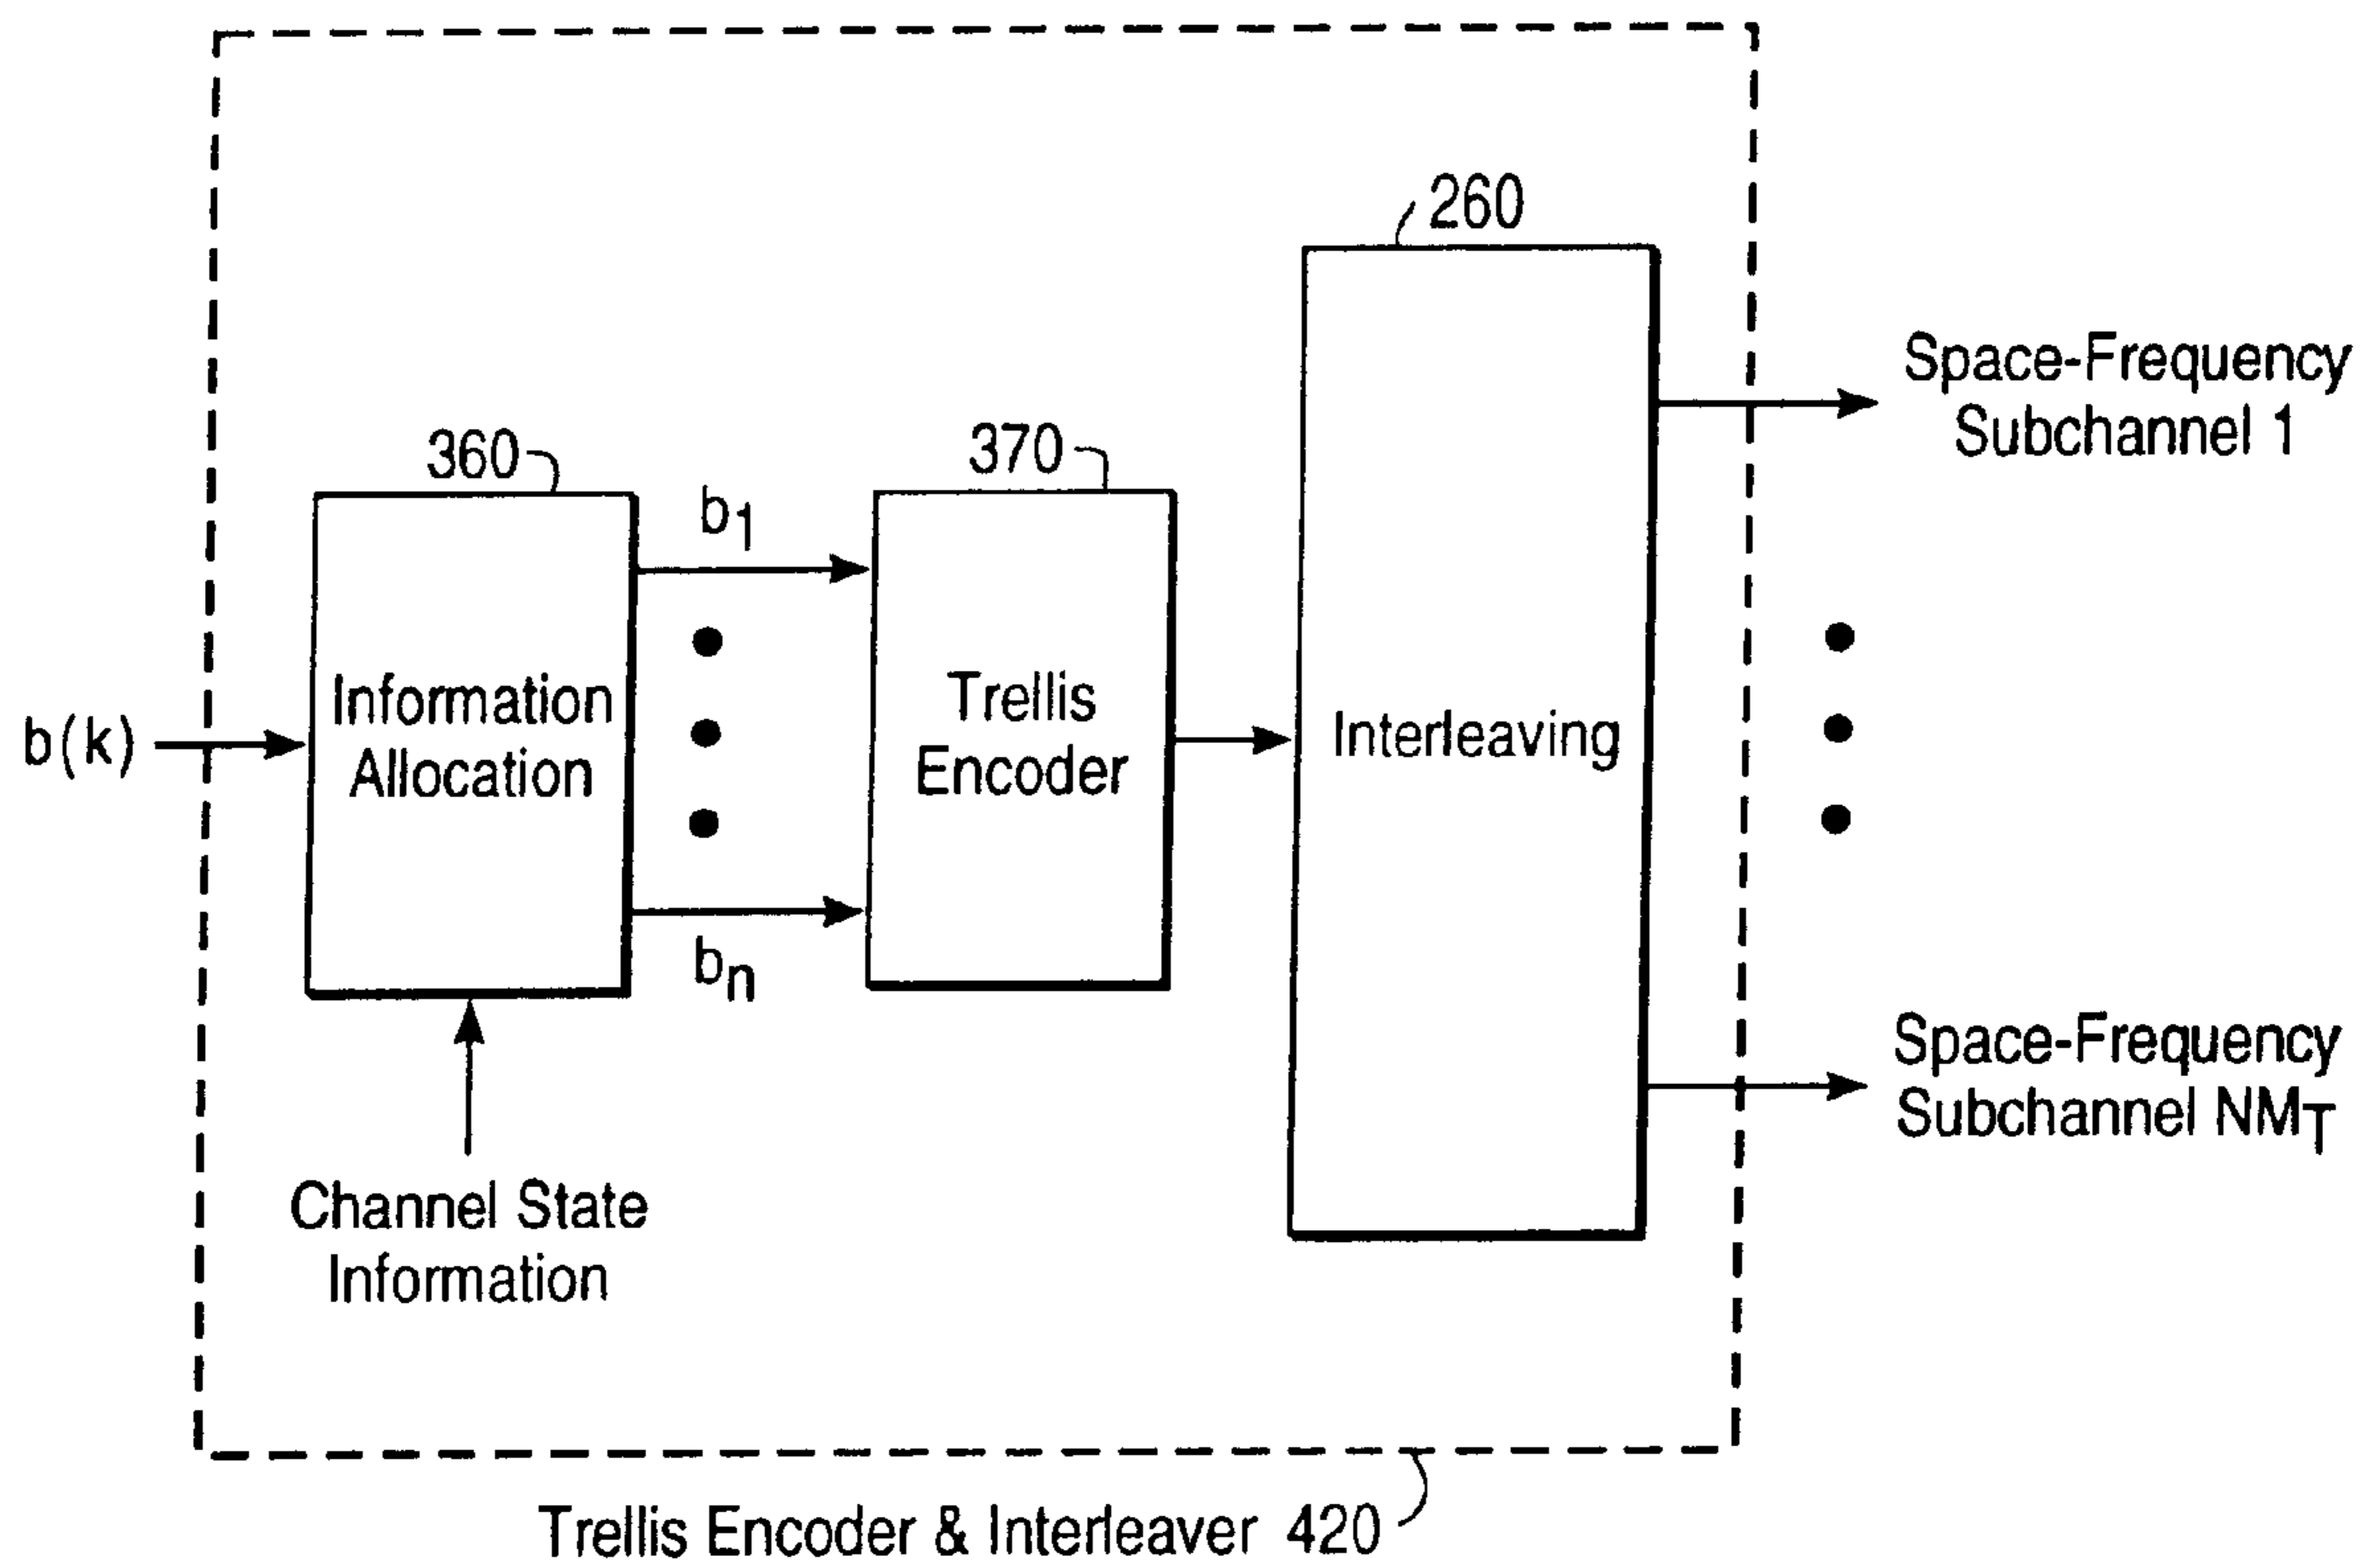 260
Space-Frequency
Subchannel 1
360
370
b1
b(k)
Information
Allocation
Trellis
Encoder
Interleaving
bn
Space-Frequency
Subchannel NMT
Channel State
Information
Trellis Encoder & Interleaver 420